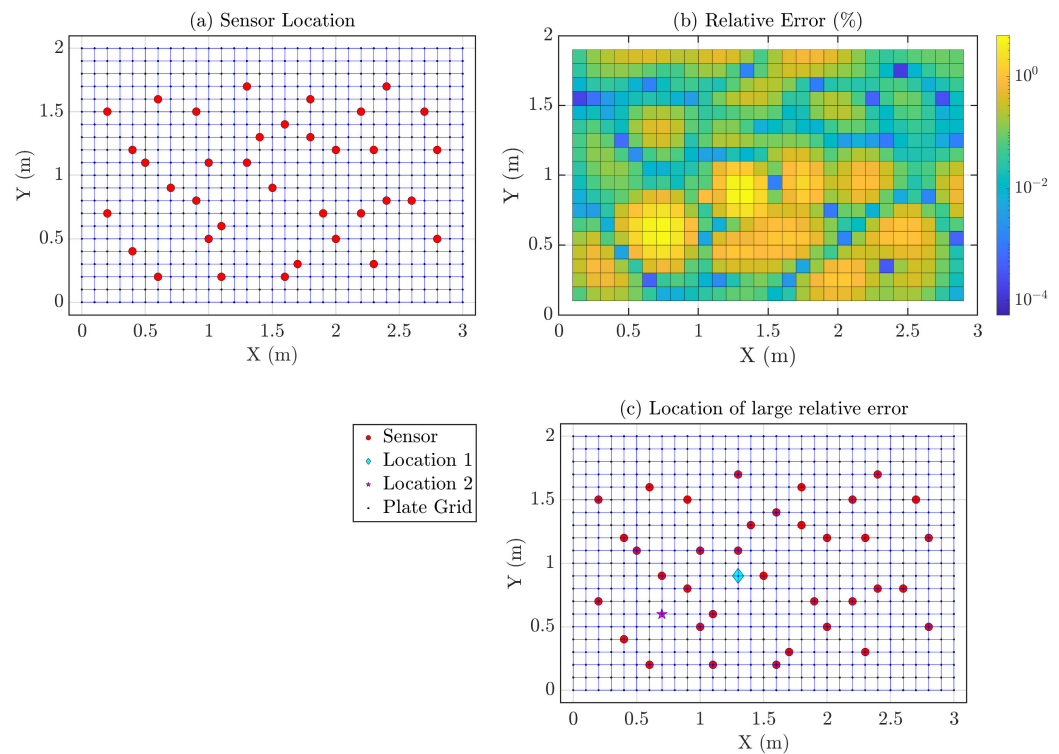 (a) Sensor Location
2
1.5
1
0.5
0
Y (m)
0 0.5 1 1.5 2 2.5 3
X (m)
(b) Relative Error (%)
2
1.5
1
0.5
0
Y (m)
0 0.5 1 1.5 2 2.5 3
X (m)
10⁰
10⁻²
10⁻⁴
Sensor
Location 1
Location 2
Plate Grid
(c) Location of large relative error
2
1.5
1
0.5
0
Y (m)
0 0.5 1 1.5 2 2.5 3
X (m)